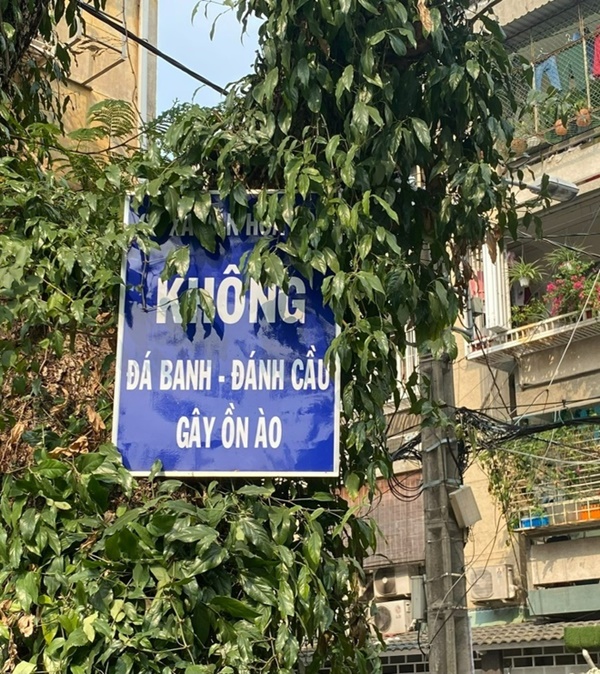 KHÔNG
ĐÁ BANH - ĐÁNH CẦU
GÂY ỒN ÀO